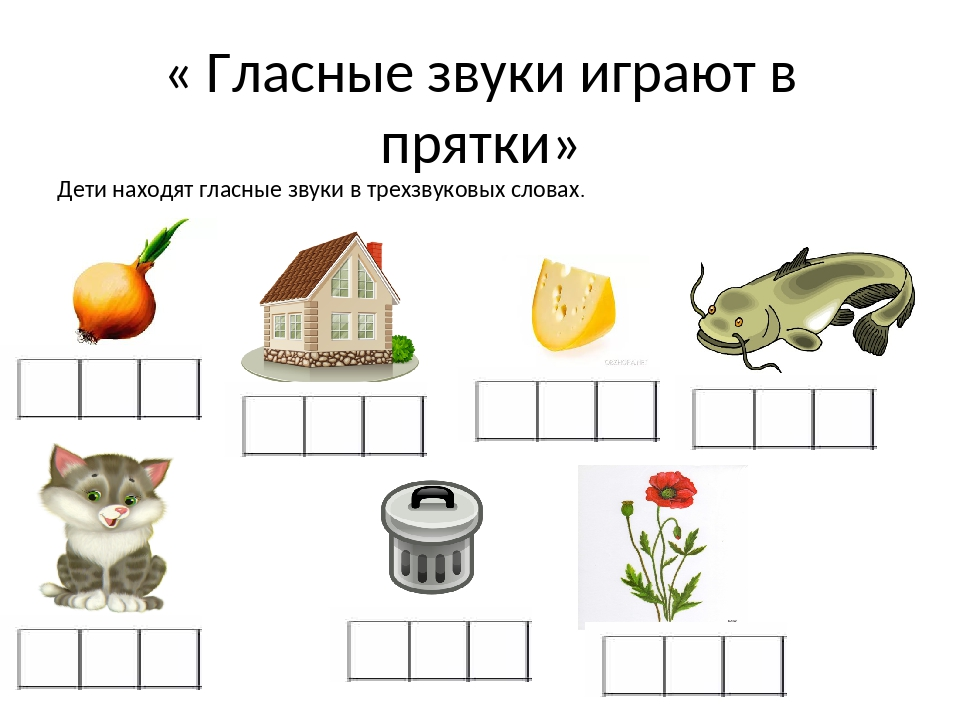 « Гласные звуки играют в
прятки»
Дети находят гласные звуки в трехзвуковых словах.